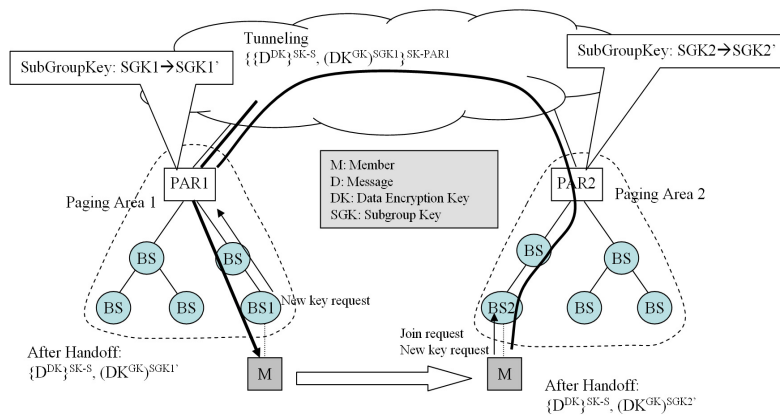 Tunneling
{{D^DK}^SK-S, (DK^GK)^SGK1}^SK-PAR1
SubGroupKey: SGK1→SGK1’
SubGroupKey: SGK2→SGK2’
M: Member
D: Message
DK: Data Encryption Key
SGK: Subgroup Key
PAR1
PAR2
Paging Area 1
Paging Area 2
BS
BS
BS
BS
BS1
New key request
BS
BS2
BS
BS
BS
Join request
New key request
M
M
After Handoff:
{D^DK}^SK-S, (DK^GK)^SGK1’
After Handoff:
{D^DK}^SK-S, (DK^GK)^SGK2’